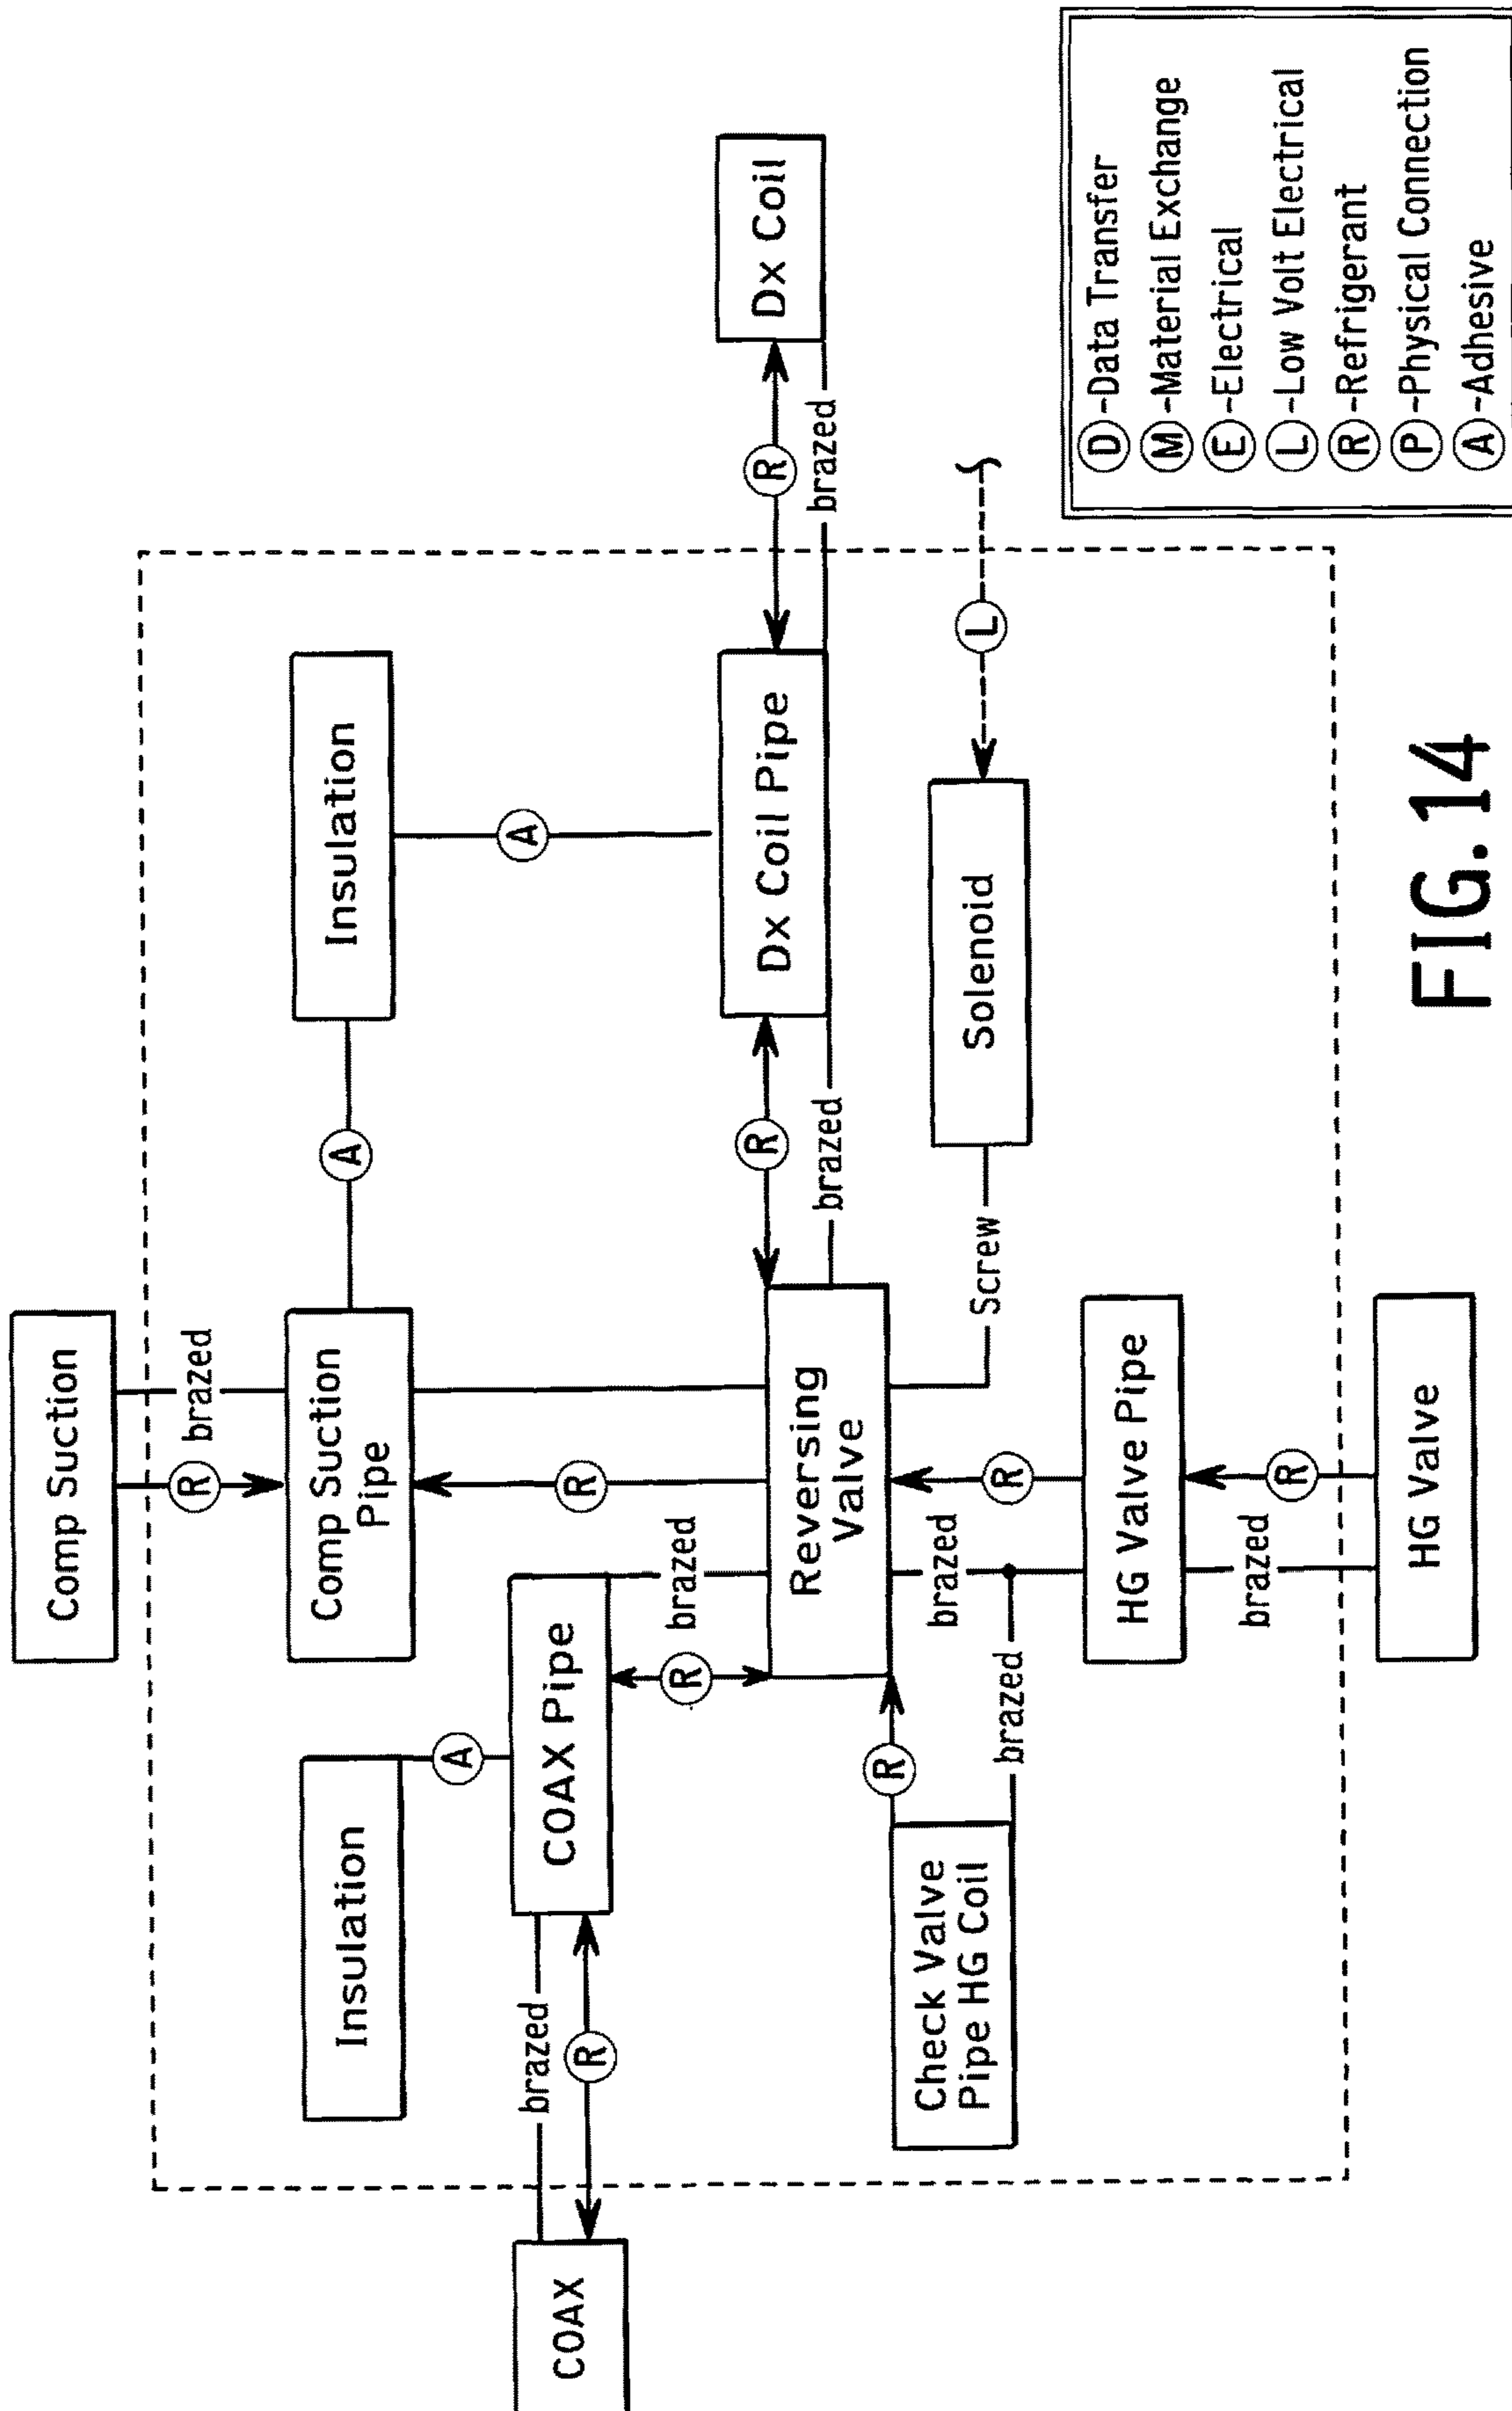 Comp Suction
brazed
R
Comp Suction
Pipe
A
Insulation
A
Insulation
A
R
COAX
brazed
R
COAX Pipe
R
brazed
Reversing
Valve
R
brazed
Dx Coil Pipe
R
brazed
Dx Coil
Check Valve
Pipe HG Coil
R
brazed
brazed
R
Screw
Solenoid
L
HG Valve Pipe
brazed
R
HG Valve
D-Data Transfer
M-Material Exchange
E-Electrical
L-Low Volt Electrical
R-Refrigerant
P-Physical Connection
A-Adhesive
FIG. 14